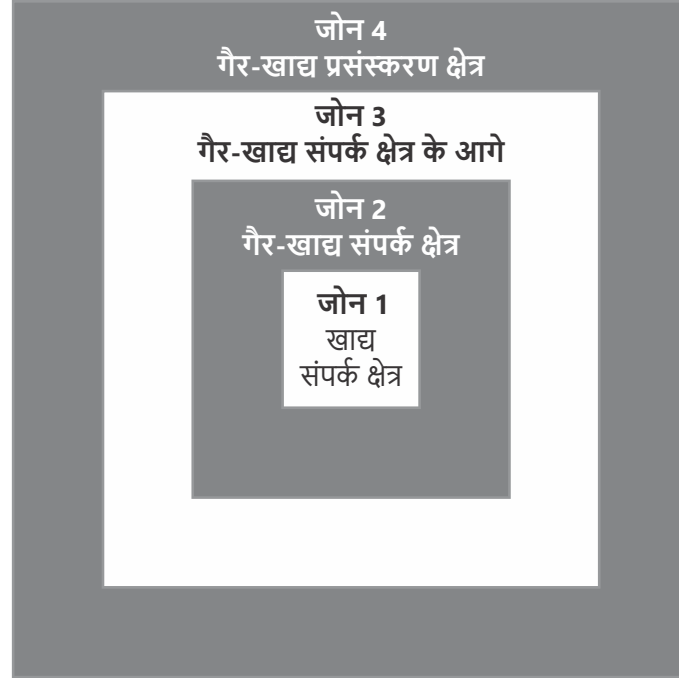 जोन 4
गैर-खाद्य प्रसंस्करण क्षेत्र
जोन 3
गैर-खाद्य संपर्क क्षेत्र के आगे
जोन 2
गैर-खाद्य संपर्क क्षेत्र
जोन 1
खाद्य
संपर्क क्षेत्र